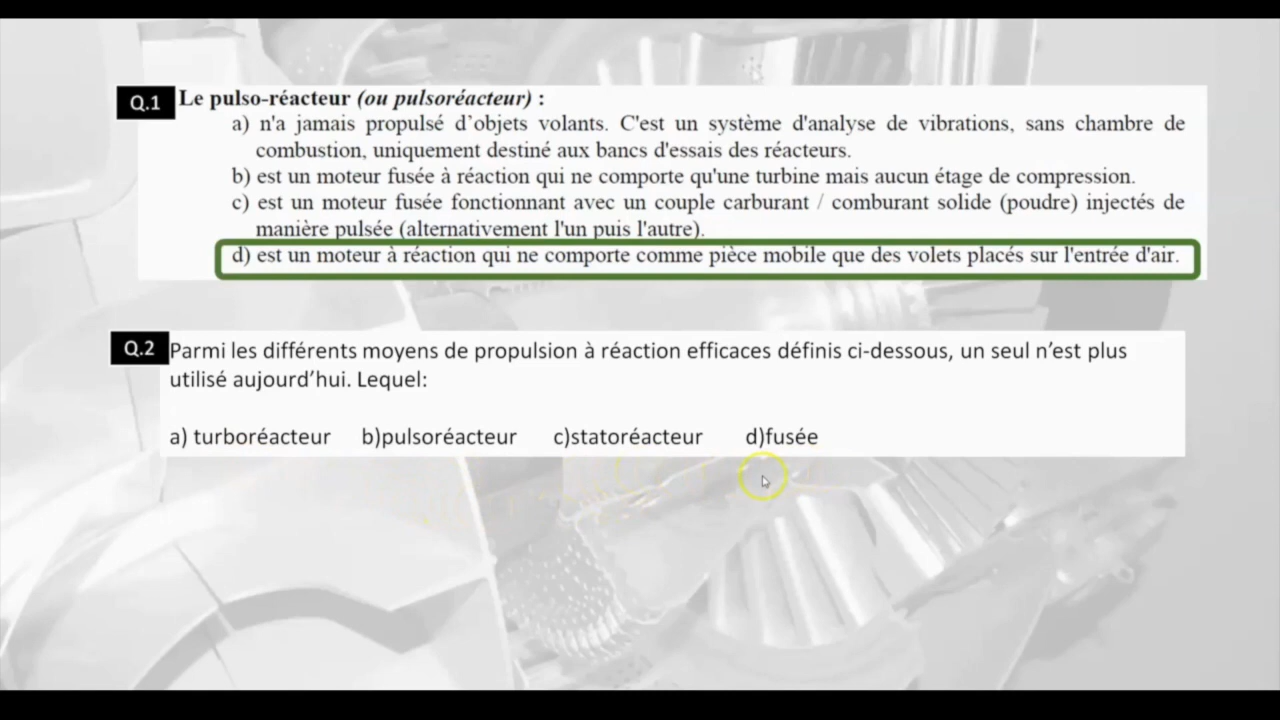 Q.1 Le pulso-réacteur (ou pulsoréacteur) :
a) n'a jamais propulsé d’objets volants. C'est un système d'analyse de vibrations, sans chambre de
combustion, uniquement destiné aux bancs d'essais des réacteurs.
b) est un moteur fusée à réaction qui ne comporte qu'une turbine mais aucun étage de compression.
c) est un moteur fusée fonctionnant avec un couple carburant / comburant solide (poudre) injectés de
manière pulsée (alternativement l'un puis l'autre).
d) est un moteur à réaction qui ne comporte comme pièce mobile que des volets placés sur l'entrée d'air.
Q.2 Parmi les différents moyens de propulsion à réaction efficaces définis ci-dessous, un seul n’est plus
utilisé aujourd’hui. Lequel:
a) turboréacteur b)pulsoréacteur c)statoréacteur d)fusée